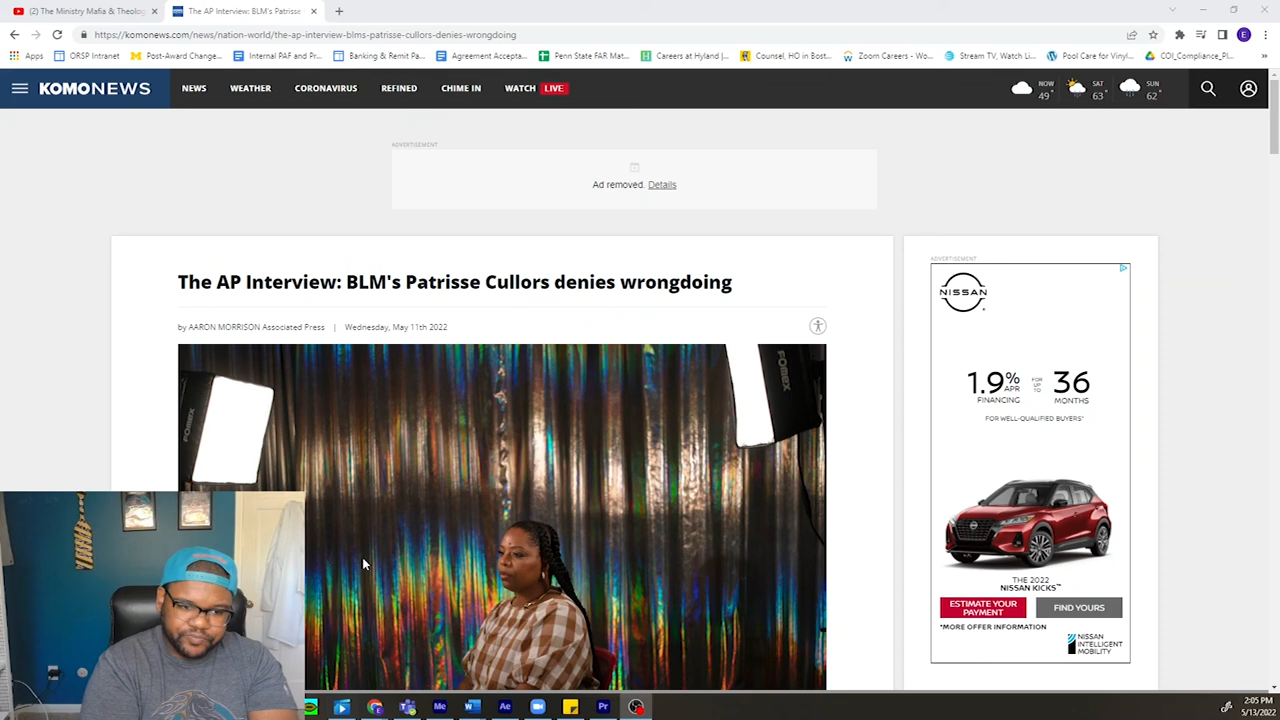 (2) The Ministry Mafia & Theolog
The AP Interview: BLM's Patrisse
https://komonews.com/news/nation-world/the-ap-interview-blms-patrisse-cullors-denies-wrongdoing
E
Apps
ORSP Intranet
Post-Award Change...
Internal PAF and Pr...
Banking & Remit Pa...
Agreement Accepta...
Penn State FAR Mat...
Careers at Hyland |...
Counsel, HO in Bost...
Zoom Careers - Wo...
Stream TV, Watch Li...
Pool Care for Vinyl...
COI_Compliance_Pl...
KOMONEWS
NEWS
WEATHER
CORONAVIRUS
REFINED
CHIME IN
WATCH LIVE
NOW
49°
SAT
63°
SUN
62°
ADVERTISEMENT
Ad removed. Details
The AP Interview: BLM's Patrisse Cullors denies wrongdoing
by AARON MORRISON Associated Press | Wednesday, May 11th 2022
FOMEX
FOMEX
ADVERTISEMENT
NISSAN
1.9% APR FINANCING
FOR UP TO
36 MONTHS
FOR WELL-QUALIFIED BUYERS*
THE 2022
NISSAN KICKS™
ESTIMATE YOUR PAYMENT
FIND YOURS
*MORE OFFER INFORMATION
NISSAN
INTELLIGENT
MOBILITY
Me
Ae
Pr
2:05 PM
5/13/2022